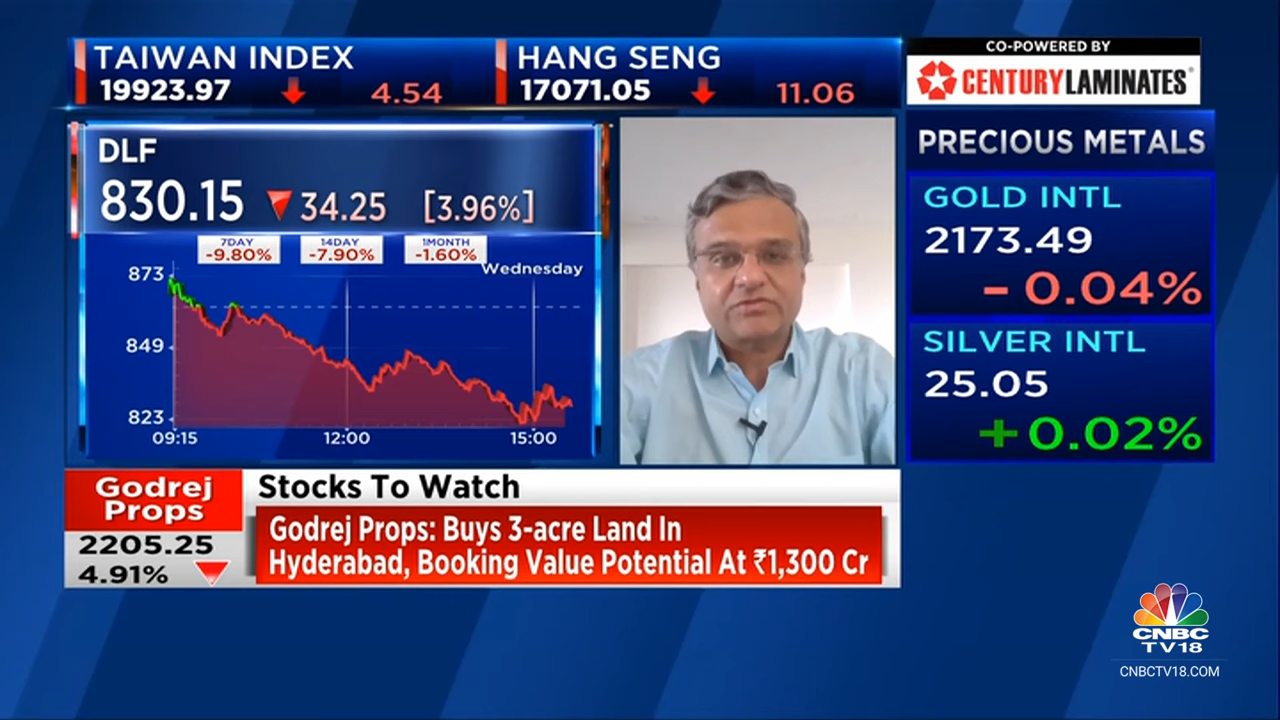 TAIWAN INDEX
19923.97 4.54
HANG SENG
17071.05 11.06
CO-POWERED BY
CENTURYLAMINATES®
DLF
830.15 34.25 [3.96%]
7DAY
-9.80%
14DAY
-7.90%
1MONTH
-1.60%
Wednesday
873
849
823
09:15 12:00 15:00
PRECIOUS METALS
GOLD INTL
2173.49
- 0.04%
SILVER INTL
25.05
+0.02%
Godrej
Props
2205.25
4.91%
Stocks To Watch
Godrej Props: Buys 3-acre Land In
Hyderabad, Booking Value Potential At ₹1,300 Cr
CNBC
TV18
CNBCTV18.COM